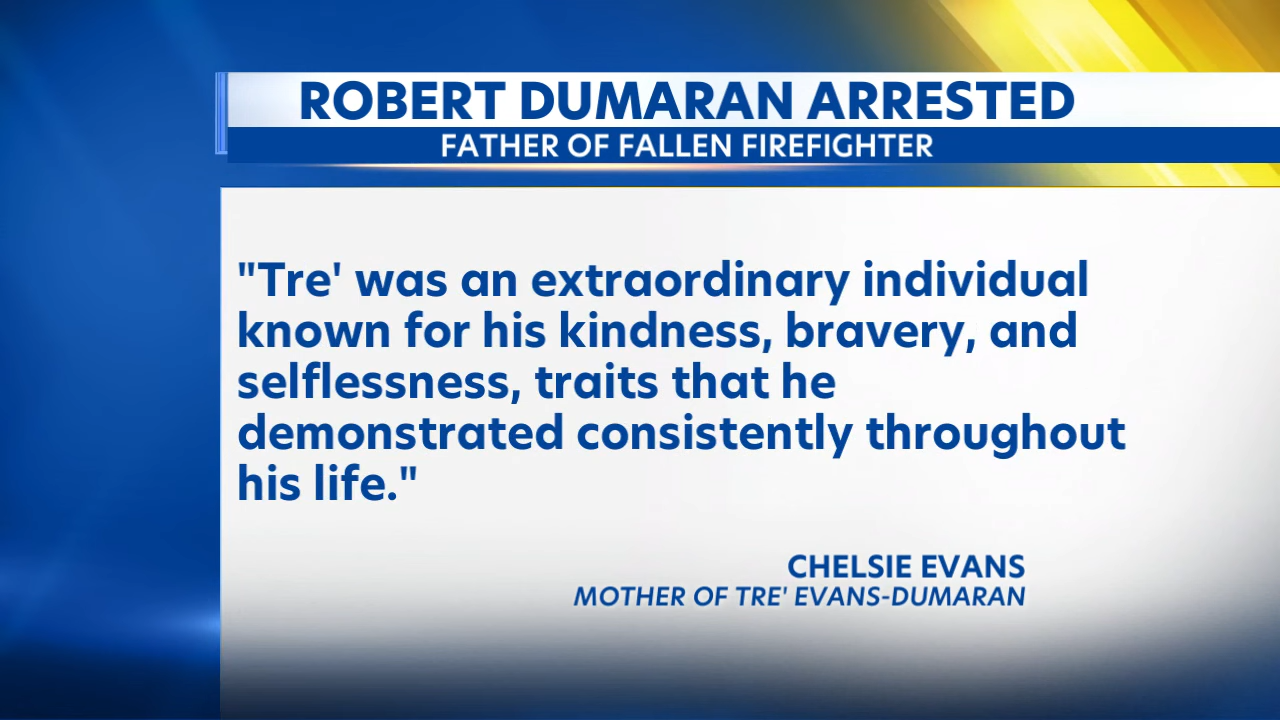 ROBERT DUMARAN ARRESTED
FATHER OF FALLEN FIREFIGHTER
"Tre' was an extraordinary individual
known for his kindness, bravery, and
selflessness, traits that he
demonstrated consistently throughout
his life."
CHELSIE EVANS
MOTHER OF TRE' EVANS-DUMARAN